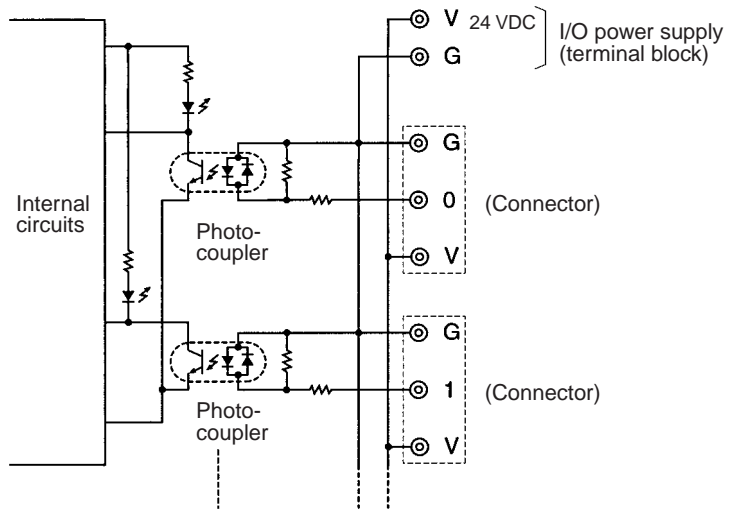 V 24 VDC
I/O power supply
(terminal block)
G
G
0 (Connector)
V
Internal
circuits
Photo-
coupler
G
1 (Connector)
V
Photo-
coupler